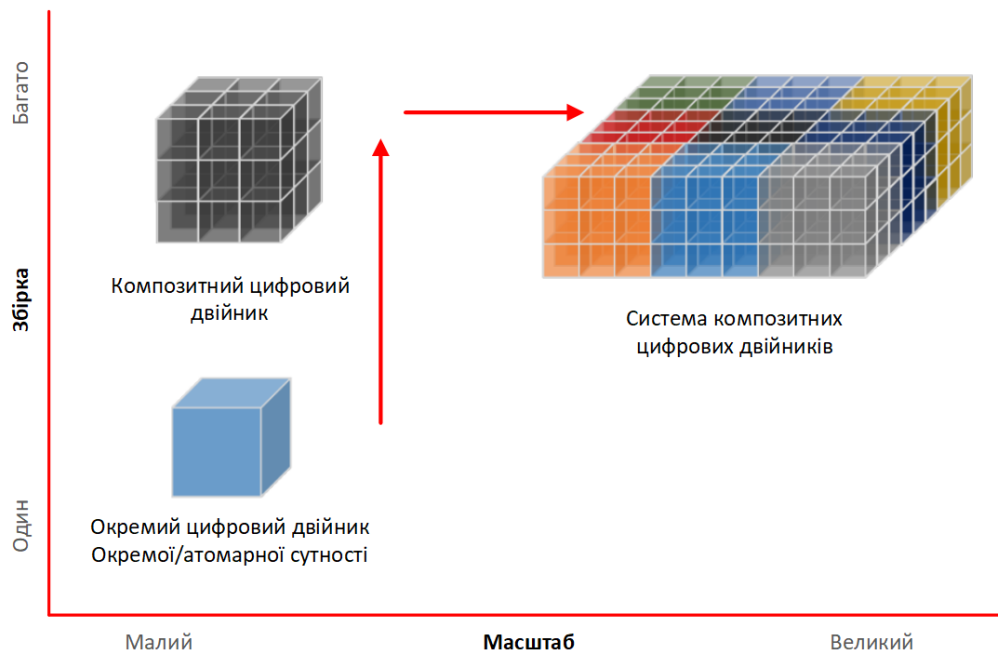 Багато
Збірка
Один
Композитний цифровий
двійник
Система композитних
цифрових двійників
Окремий цифровий двійник
Окремої/атомарної сутності
Малий
Масштаб
Великий